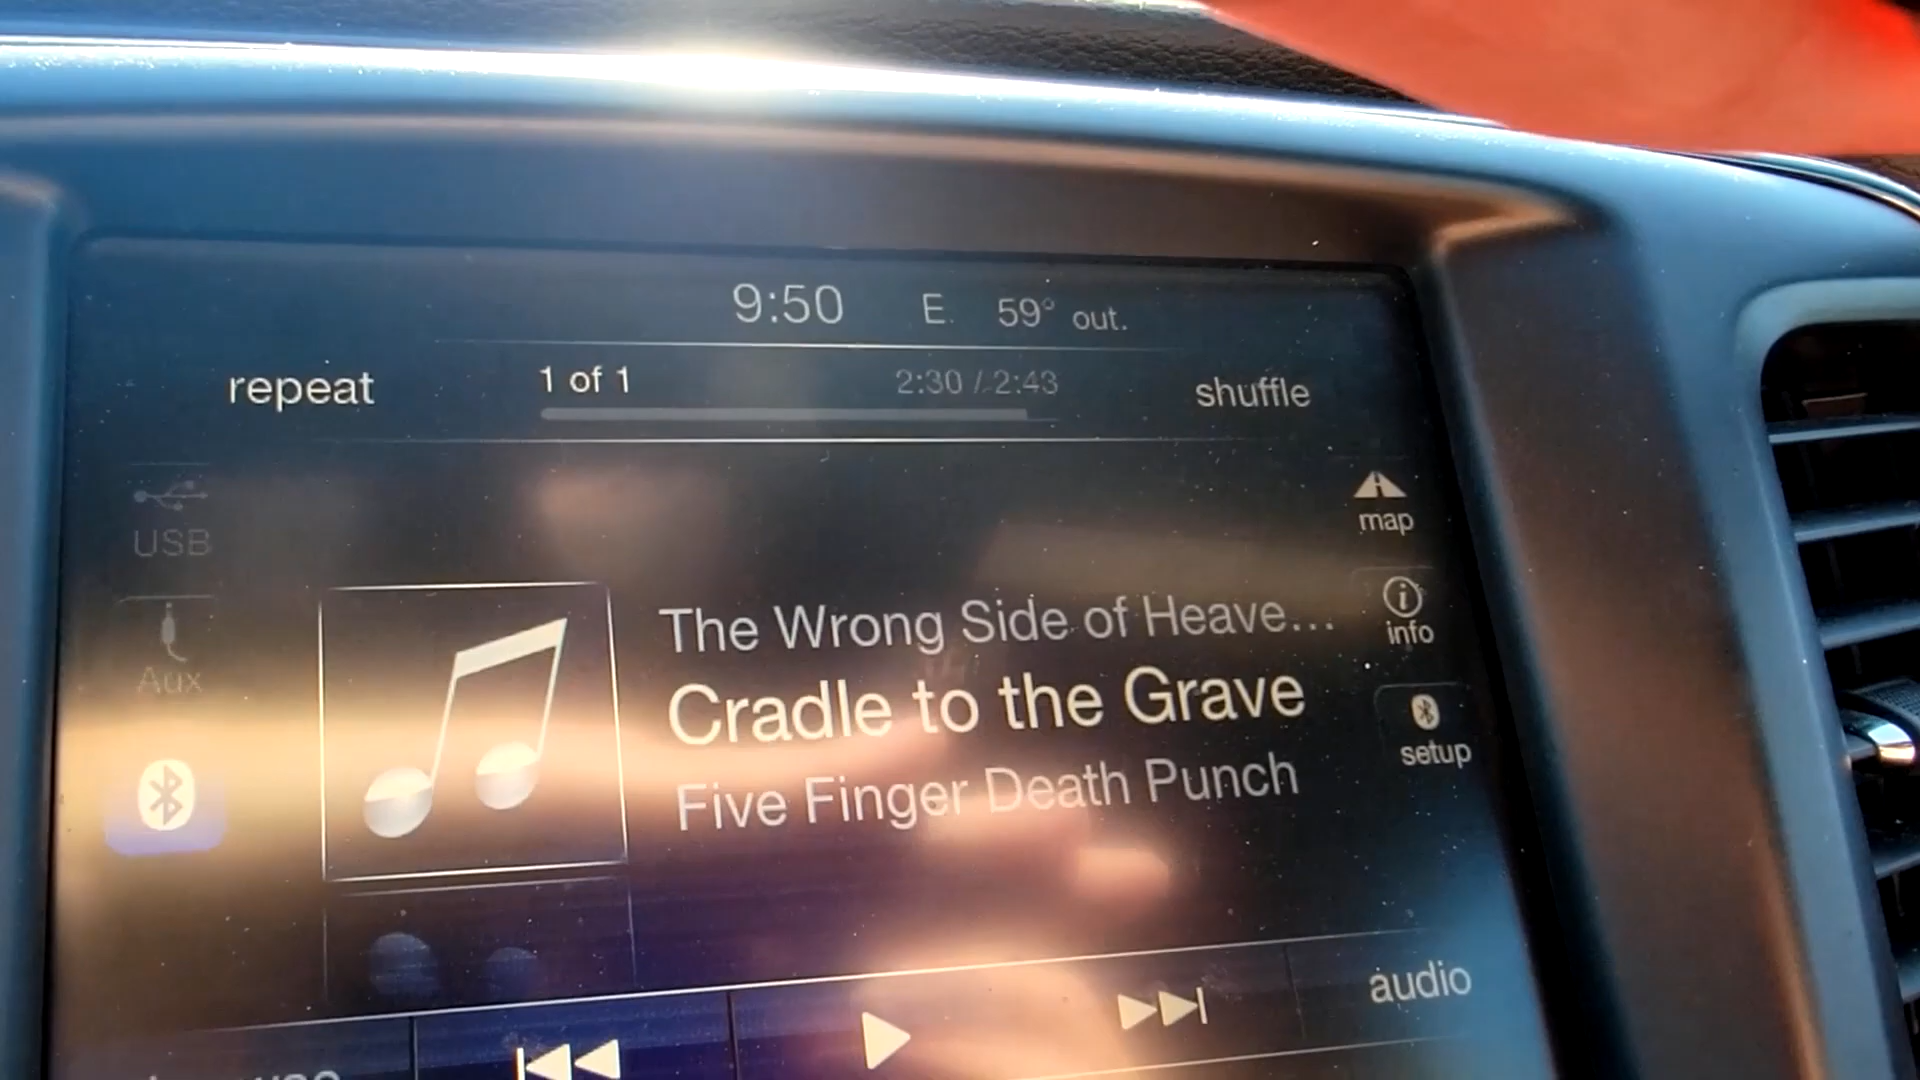 9:50 E. 59° out.
repeat 1 of 1 2:30 / 2:43 shuffle
USB
map
Aux
The Wrong Side of Heave...
info
Cradle to the Grave
setup
Five Finger Death Punch
audio